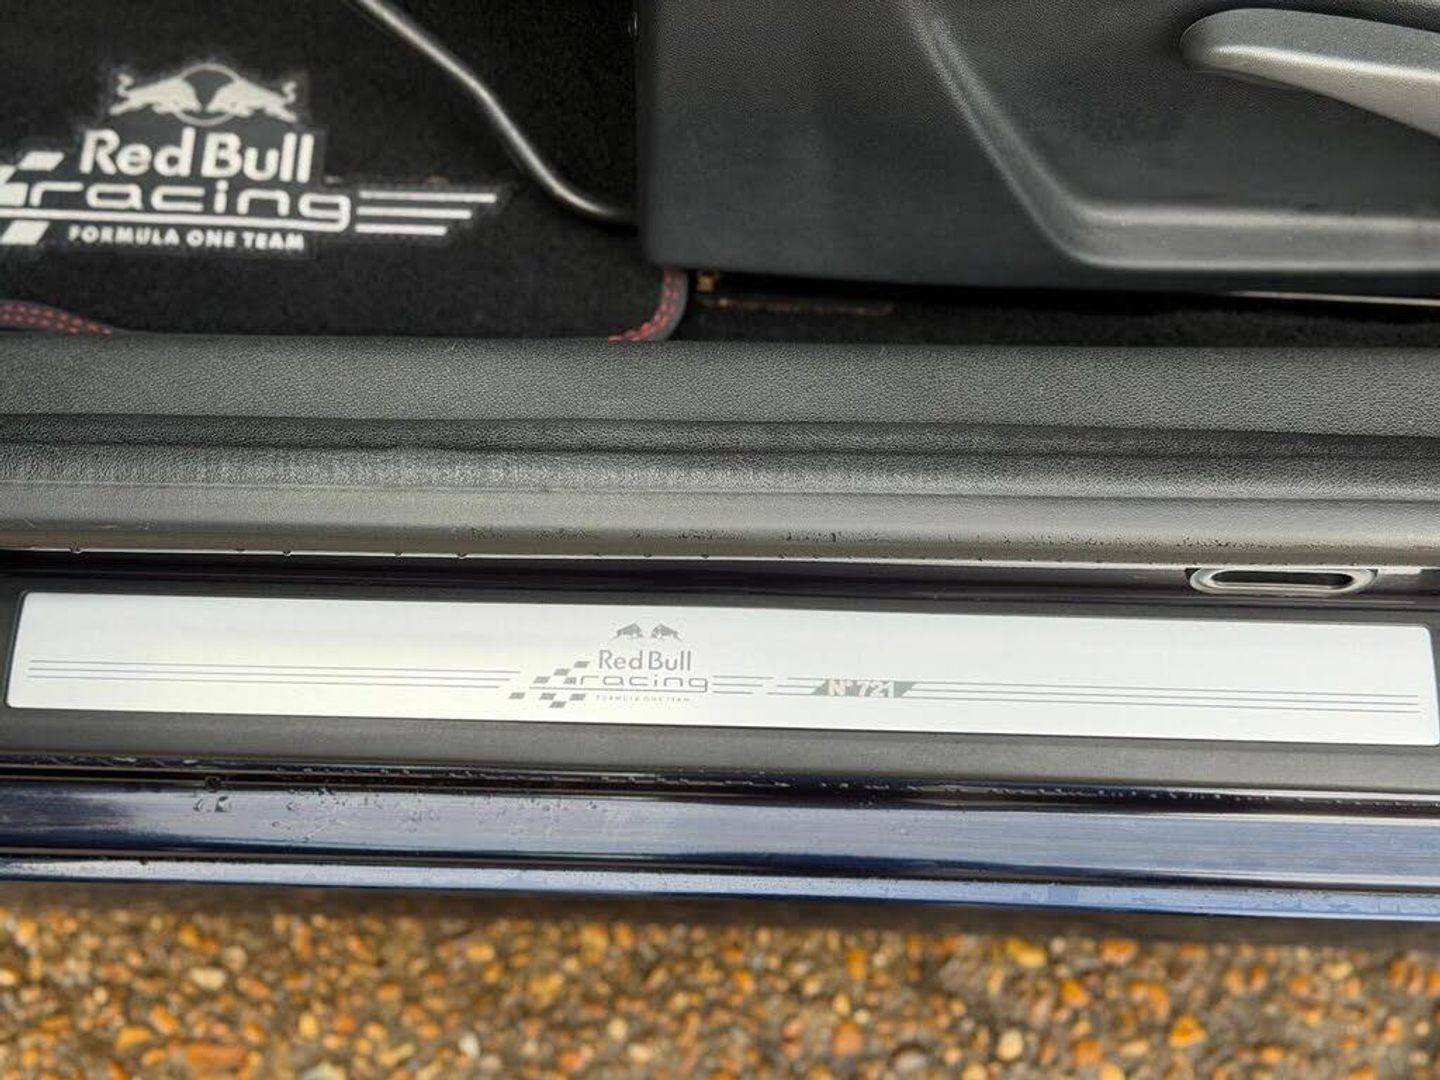 Red Bull
racing
FORMULA ONE TEAM
Red Bull
racing
FORMULA ONE TEAM
N° 721